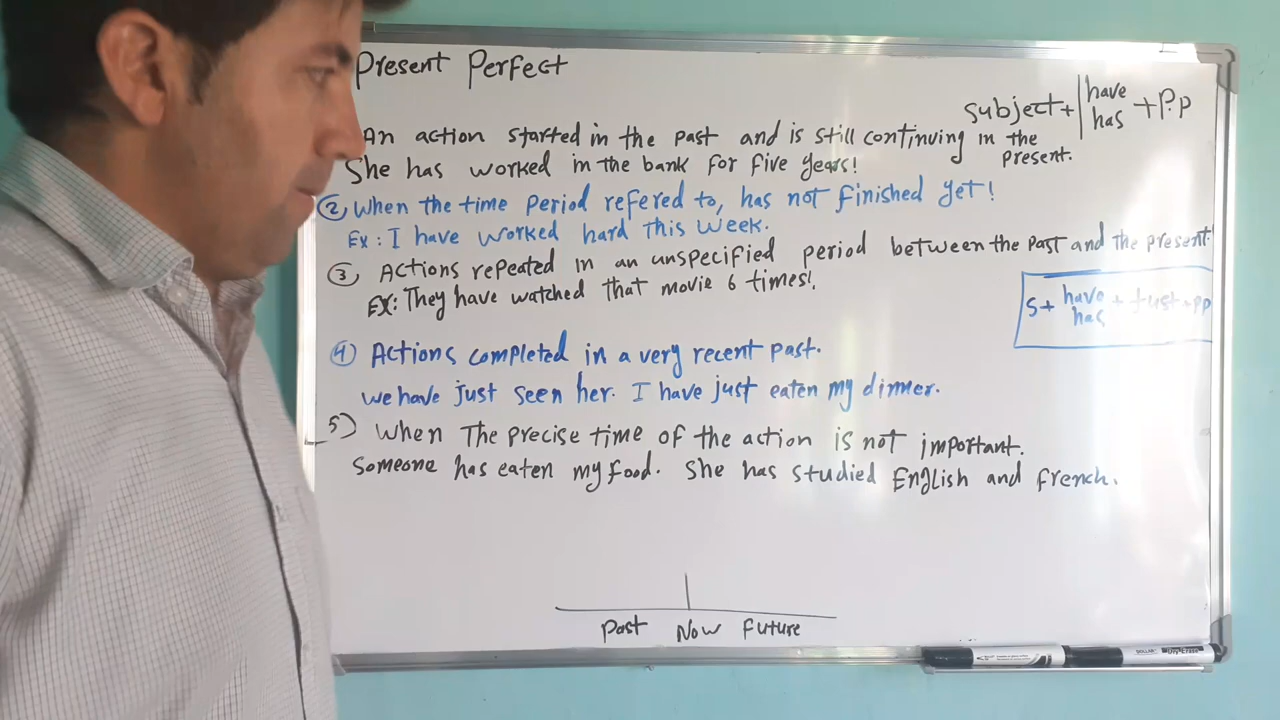 Present Perfect
Subject + have has + P.P
An action started in the past and is still continuing in the present.
She has worked in the bank for five years!
② When the time period refered to, has not finished yet!
Ex: I have worked hard this week.
③ Actions repeated in an unspecified period between the past and the present.
EX: They have watched that movie 6 times!
S + have has + Just + PP
④ Actions completed in a very recent past.
we have just seen her. I have just eaten my dinner.
5) When The precise time of the action is not important.
Someone has eaten my food. She has studied English and French.
Past Now Future
DOLLAR